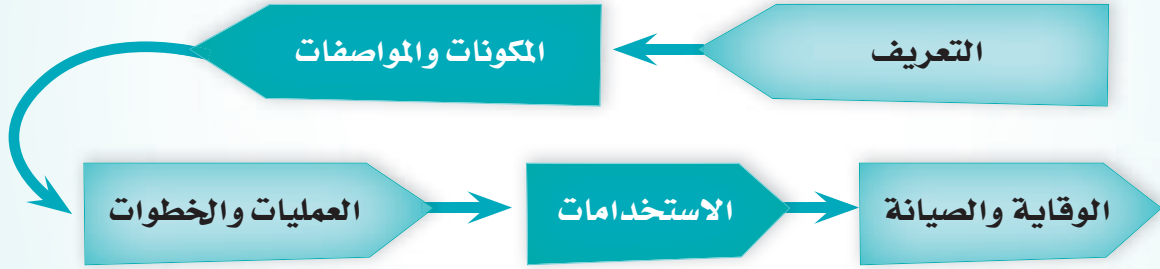 التعريف
المكونات والمواصفات
العمليات والخطوات
الاستخدامات
الوقاية والصيانة